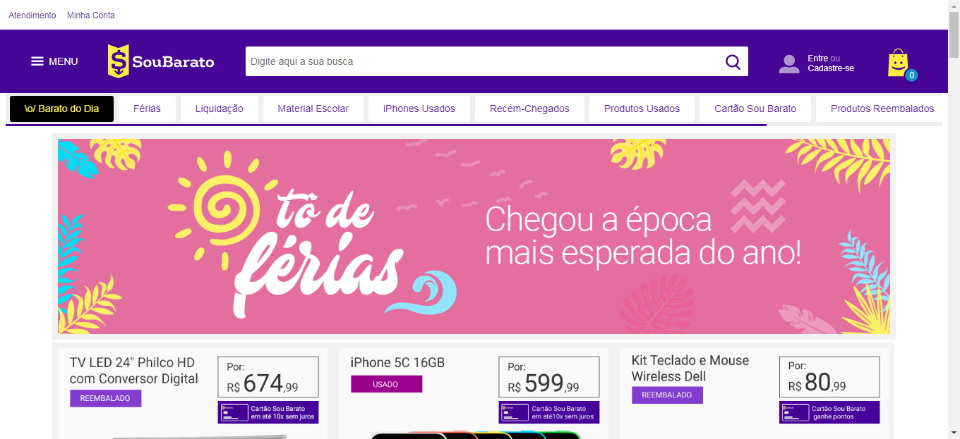 Atendimento Minha Conta
MENU SouBarato Digite aqui a sua busca Entre ou
Cadastre-se
0
\o/ Barato do Dia Férias Liquidação Material Escolar iPhones Usados Recém-Chegados Produtos Usados Cartão Sou Barato Produtos Reembalados
tô de
férias
Chegou a época
mais esperada do ano!
TV LED 24" Philco HD
com Conversor Digital
REEMBALADO
Por:
R$ 674,99
Cartão Sou Barato
em até 10x sem juros
iPhone 5C 16GB
USADO
Por:
R$ 599,99
Cartão Sou Barato
em até10x sem juros
Kit Teclado e Mouse
Wireless Dell
REEMBALADO
Por:
R$ 80,99
Cartão Sou Barato
ganhe pontos